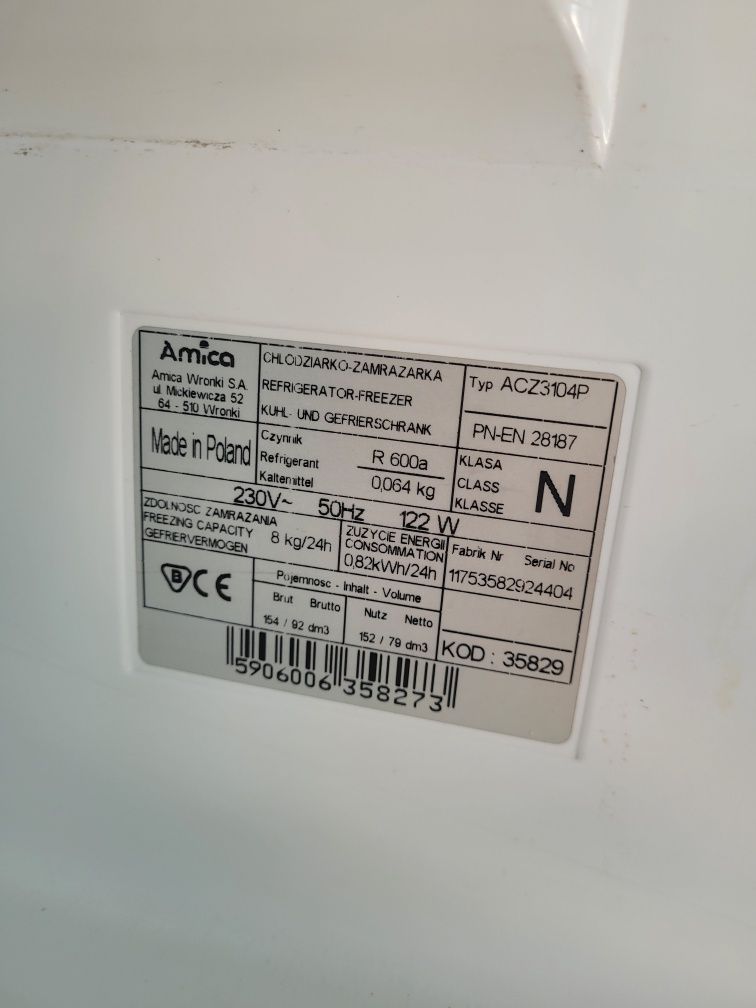 Amica
Amica Wronki S.A.
ul. Mickiewicza 52
64 - 510 Wronki
CHLODZIARKO-ZAMRAZARKA
REFRIGERATOR-FREEZER
KUHL- UND GEFRIERSCHRANK
Typ ACZ3104P
PN-EN 28187
Made in Poland
Czynnik
Refrigerant
Kaltemittel
R 600a
0,064 kg
KLASA
CLASS
KLASSE
N
230V~ 50Hz 122 W
ZDOLNOSC ZAMRAZANIA
FREEZING CAPACITY
GEFRIERVERMOGEN
8 kg/24h
ZUZYCIE ENERGII
CONSOMMATION
0,82kWh/24h
Fabrik Nr Serial No
11753582924404
B CE
Pojemnosc - Inhalt - Volume
Brut Brutto
154 / 92 dm3
Nutz Netto
152 / 79 dm3
KOD : 35829
5906006358273